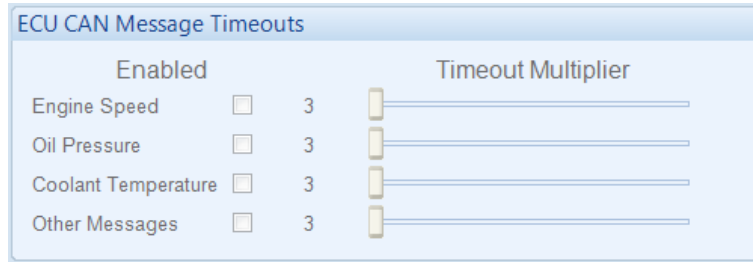 ECU CAN Message Timeouts
Enabled Timeout Multiplier
Engine Speed 3
Oil Pressure 3
Coolant Temperature 3
Other Messages 3